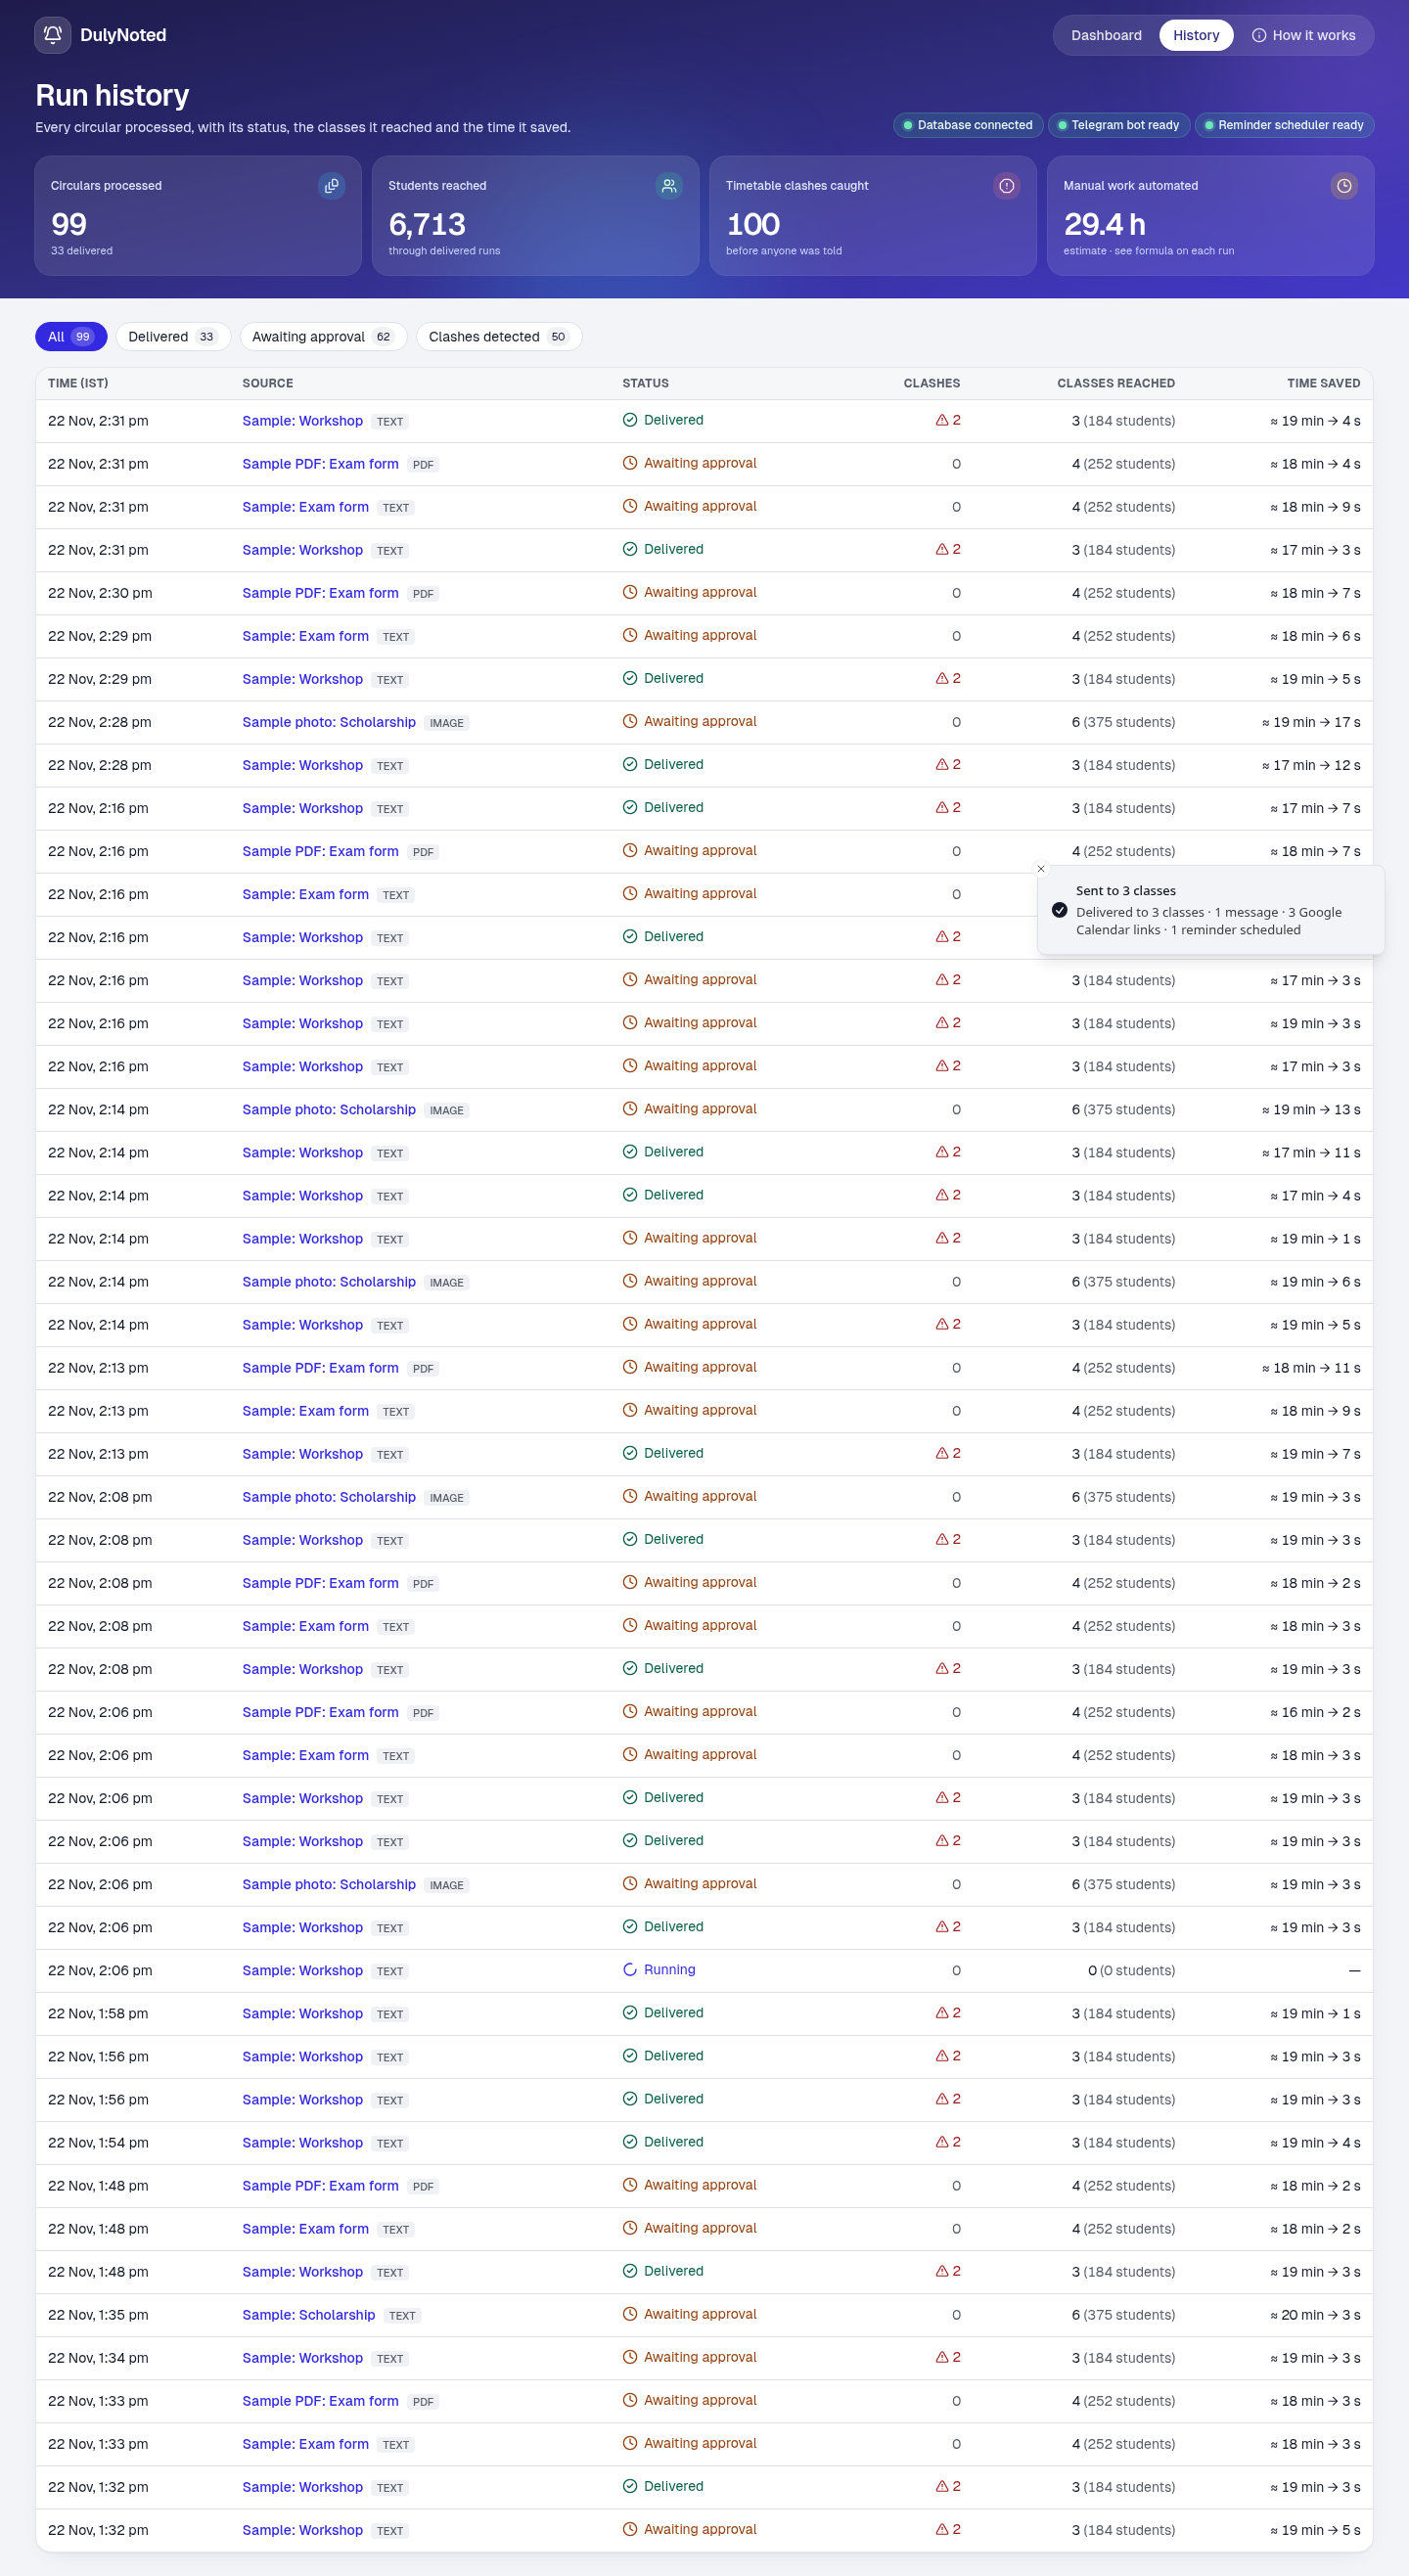 DulyNoted
Dashboard History How it works
Run history
Every circular processed, with its status, the classes it reached and the time it saved.
Database connected Telegram bot ready Reminder scheduler ready
Circulars processed
99
33 delivered
Students reached
6,713
through delivered runs
Timetable clashes caught
100
before anyone was told
Manual work automated
29.4 h
estimate · see formula on each run
All 99 Delivered 33 Awaiting approval 62 Clashes detected 50
TIME (IST) SOURCE STATUS CLASHES CLASSES REACHED TIME SAVED
22 Nov, 2:31 pm Sample: Workshop TEXT Delivered 2 3 (184 students) ≈ 19 min → 4 s
22 Nov, 2:31 pm Sample PDF: Exam form PDF Awaiting approval 0 4 (252 students) ≈ 18 min → 4 s
22 Nov, 2:31 pm Sample: Exam form TEXT Awaiting approval 0 4 (252 students) ≈ 18 min → 9 s
22 Nov, 2:31 pm Sample: Workshop TEXT Delivered 2 3 (184 students) ≈ 17 min → 3 s
22 Nov, 2:30 pm Sample PDF: Exam form PDF Awaiting approval 0 4 (252 students) ≈ 18 min → 7 s
22 Nov, 2:29 pm Sample: Exam form TEXT Awaiting approval 0 4 (252 students) ≈ 18 min → 6 s
22 Nov, 2:29 pm Sample: Workshop TEXT Delivered 2 3 (184 students) ≈ 19 min → 5 s
22 Nov, 2:28 pm Sample photo: Scholarship IMAGE Awaiting approval 0 6 (375 students) ≈ 19 min → 17 s
22 Nov, 2:28 pm Sample: Workshop TEXT Delivered 2 3 (184 students) ≈ 17 min → 12 s
22 Nov, 2:16 pm Sample: Workshop TEXT Delivered 2 3 (184 students) ≈ 17 min → 7 s
22 Nov, 2:16 pm Sample PDF: Exam form PDF Awaiting approval 0 4 (252 students) ≈ 18 min → 7 s
22 Nov, 2:16 pm Sample: Exam form TEXT Awaiting approval 0
22 Nov, 2:16 pm Sample: Workshop TEXT Delivered 2
Sent to 3 classes
Delivered to 3 classes · 1 message · 3 Google
Calendar links · 1 reminder scheduled
22 Nov, 2:16 pm Sample: Workshop TEXT Awaiting approval 2 3 (184 students) ≈ 17 min → 3 s
22 Nov, 2:16 pm Sample: Workshop TEXT Awaiting approval 2 3 (184 students) ≈ 19 min → 3 s
22 Nov, 2:16 pm Sample: Workshop TEXT Awaiting approval 2 3 (184 students) ≈ 17 min → 3 s
22 Nov, 2:14 pm Sample photo: Scholarship IMAGE Awaiting approval 0 6 (375 students) ≈ 19 min → 13 s
22 Nov, 2:14 pm Sample: Workshop TEXT Delivered 2 3 (184 students) ≈ 17 min → 11 s
22 Nov, 2:14 pm Sample: Workshop TEXT Delivered 2 3 (184 students) ≈ 17 min → 4 s
22 Nov, 2:14 pm Sample: Workshop TEXT Awaiting approval 2 3 (184 students) ≈ 19 min → 1 s
22 Nov, 2:14 pm Sample photo: Scholarship IMAGE Awaiting approval 0 6 (375 students) ≈ 19 min → 6 s
22 Nov, 2:14 pm Sample: Workshop TEXT Awaiting approval 2 3 (184 students) ≈ 19 min → 5 s
22 Nov, 2:13 pm Sample PDF: Exam form PDF Awaiting approval 0 4 (252 students) ≈ 18 min → 11 s
22 Nov, 2:13 pm Sample: Exam form TEXT Awaiting approval 0 4 (252 students) ≈ 18 min → 9 s
22 Nov, 2:13 pm Sample: Workshop TEXT Delivered 2 3 (184 students) ≈ 19 min → 7 s
22 Nov, 2:08 pm Sample photo: Scholarship IMAGE Awaiting approval 0 6 (375 students) ≈ 19 min → 3 s
22 Nov, 2:08 pm Sample: Workshop TEXT Delivered 2 3 (184 students) ≈ 19 min → 3 s
22 Nov, 2:08 pm Sample PDF: Exam form PDF Awaiting approval 0 4 (252 students) ≈ 18 min → 2 s
22 Nov, 2:08 pm Sample: Exam form TEXT Awaiting approval 0 4 (252 students) ≈ 18 min → 3 s
22 Nov, 2:08 pm Sample: Workshop TEXT Delivered 2 3 (184 students) ≈ 19 min → 3 s
22 Nov, 2:06 pm Sample PDF: Exam form PDF Awaiting approval 0 4 (252 students) ≈ 16 min → 2 s
22 Nov, 2:06 pm Sample: Exam form TEXT Awaiting approval 0 4 (252 students) ≈ 18 min → 3 s
22 Nov, 2:06 pm Sample: Workshop TEXT Delivered 2 3 (184 students) ≈ 19 min → 3 s
22 Nov, 2:06 pm Sample: Workshop TEXT Delivered 2 3 (184 students) ≈ 19 min → 3 s
22 Nov, 2:06 pm Sample photo: Scholarship IMAGE Awaiting approval 0 6 (375 students) ≈ 19 min → 3 s
22 Nov, 2:06 pm Sample: Workshop TEXT Delivered 2 3 (184 students) ≈ 19 min → 3 s
22 Nov, 2:06 pm Sample: Workshop TEXT Running 0 0 (0 students) —
22 Nov, 1:58 pm Sample: Workshop TEXT Delivered 2 3 (184 students) ≈ 19 min → 1 s
22 Nov, 1:56 pm Sample: Workshop TEXT Delivered 2 3 (184 students) ≈ 19 min → 3 s
22 Nov, 1:56 pm Sample: Workshop TEXT Delivered 2 3 (184 students) ≈ 19 min → 3 s
22 Nov, 1:54 pm Sample: Workshop TEXT Delivered 2 3 (184 students) ≈ 19 min → 4 s
22 Nov, 1:48 pm Sample PDF: Exam form PDF Awaiting approval 0 4 (252 students) ≈ 18 min → 2 s
22 Nov, 1:48 pm Sample: Exam form TEXT Awaiting approval 0 4 (252 students) ≈ 18 min → 2 s
22 Nov, 1:48 pm Sample: Workshop TEXT Delivered 2 3 (184 students) ≈ 19 min → 3 s
22 Nov, 1:35 pm Sample: Scholarship TEXT Awaiting approval 0 6 (375 students) ≈ 20 min → 3 s
22 Nov, 1:34 pm Sample: Workshop TEXT Awaiting approval 2 3 (184 students) ≈ 19 min → 3 s
22 Nov, 1:33 pm Sample PDF: Exam form PDF Awaiting approval 0 4 (252 students) ≈ 18 min → 3 s
22 Nov, 1:33 pm Sample: Exam form TEXT Awaiting approval 0 4 (252 students) ≈ 18 min → 3 s
22 Nov, 1:32 pm Sample: Workshop TEXT Delivered 2 3 (184 students) ≈ 19 min → 3 s
22 Nov, 1:32 pm Sample: Workshop TEXT Awaiting approval 2 3 (184 students) ≈ 19 min → 5 s